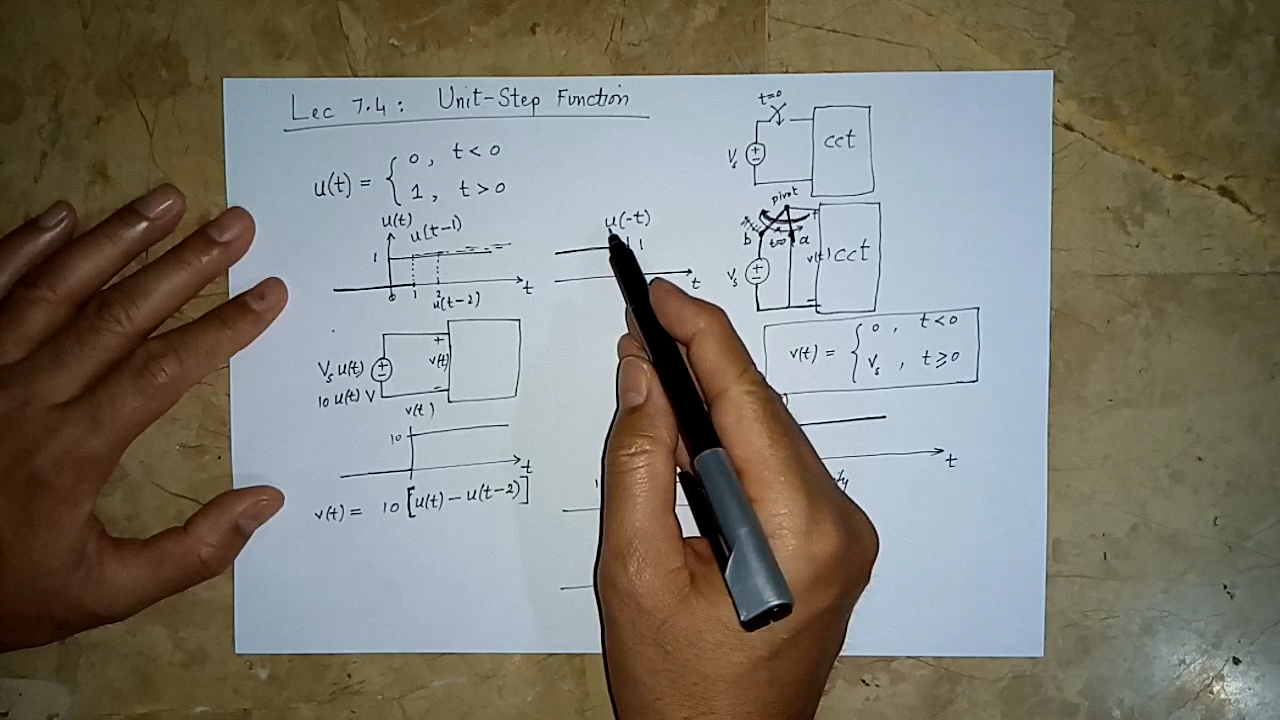 Lec 7.4: Unit-Step Function
u(t) = { 0, t < 0
1, t > 0
u(t)
u(t-1)
1
0 1 2 t
u(t-2)
u(-t)
1
t
Vs u(t)
10 u(t) V
+
v(t)
-
v(t)
10
t
v(t) = 10 [u(t) - u(t-2)]
t=0
Vs
+
-
cct
pivot
b
t=0
a
+
v(t)
-
Vs
cct
v(t) = { 0, t<0
Vs, t ≥ 0
t